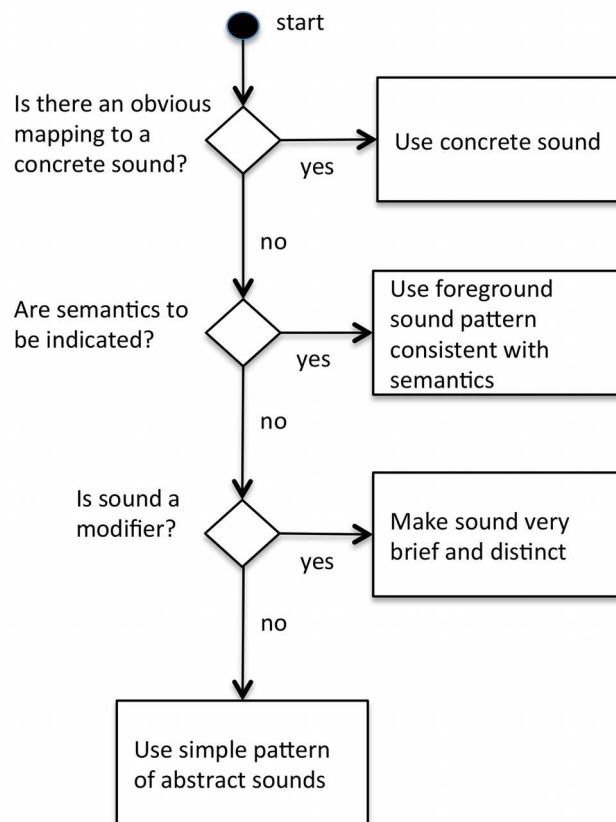 start
Is there an obvious
mapping to a
concrete sound?
Use concrete sound
yes
no
Are semantics to
be indicated?
Use foreground
sound pattern
consistent with
semantics
yes
no
Is sound a
modifier?
Make sound very
brief and distinct
yes
no
Use simple pattern
of abstract sounds